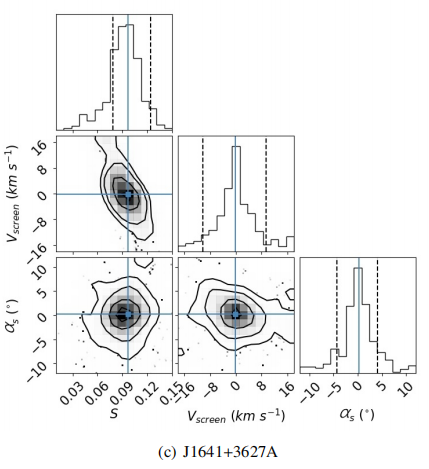 16
8
0
−8
−16
V_screen (km s⁻¹)
10
5
0
−5
−10
α_s (°)
0.03 0.06 0.09 0.12 0.15
S
−16 −8 0 8 16
V_screen (km s⁻¹)
−10 −5 0 5 10
α_s (°)
(c) J1641+3627A